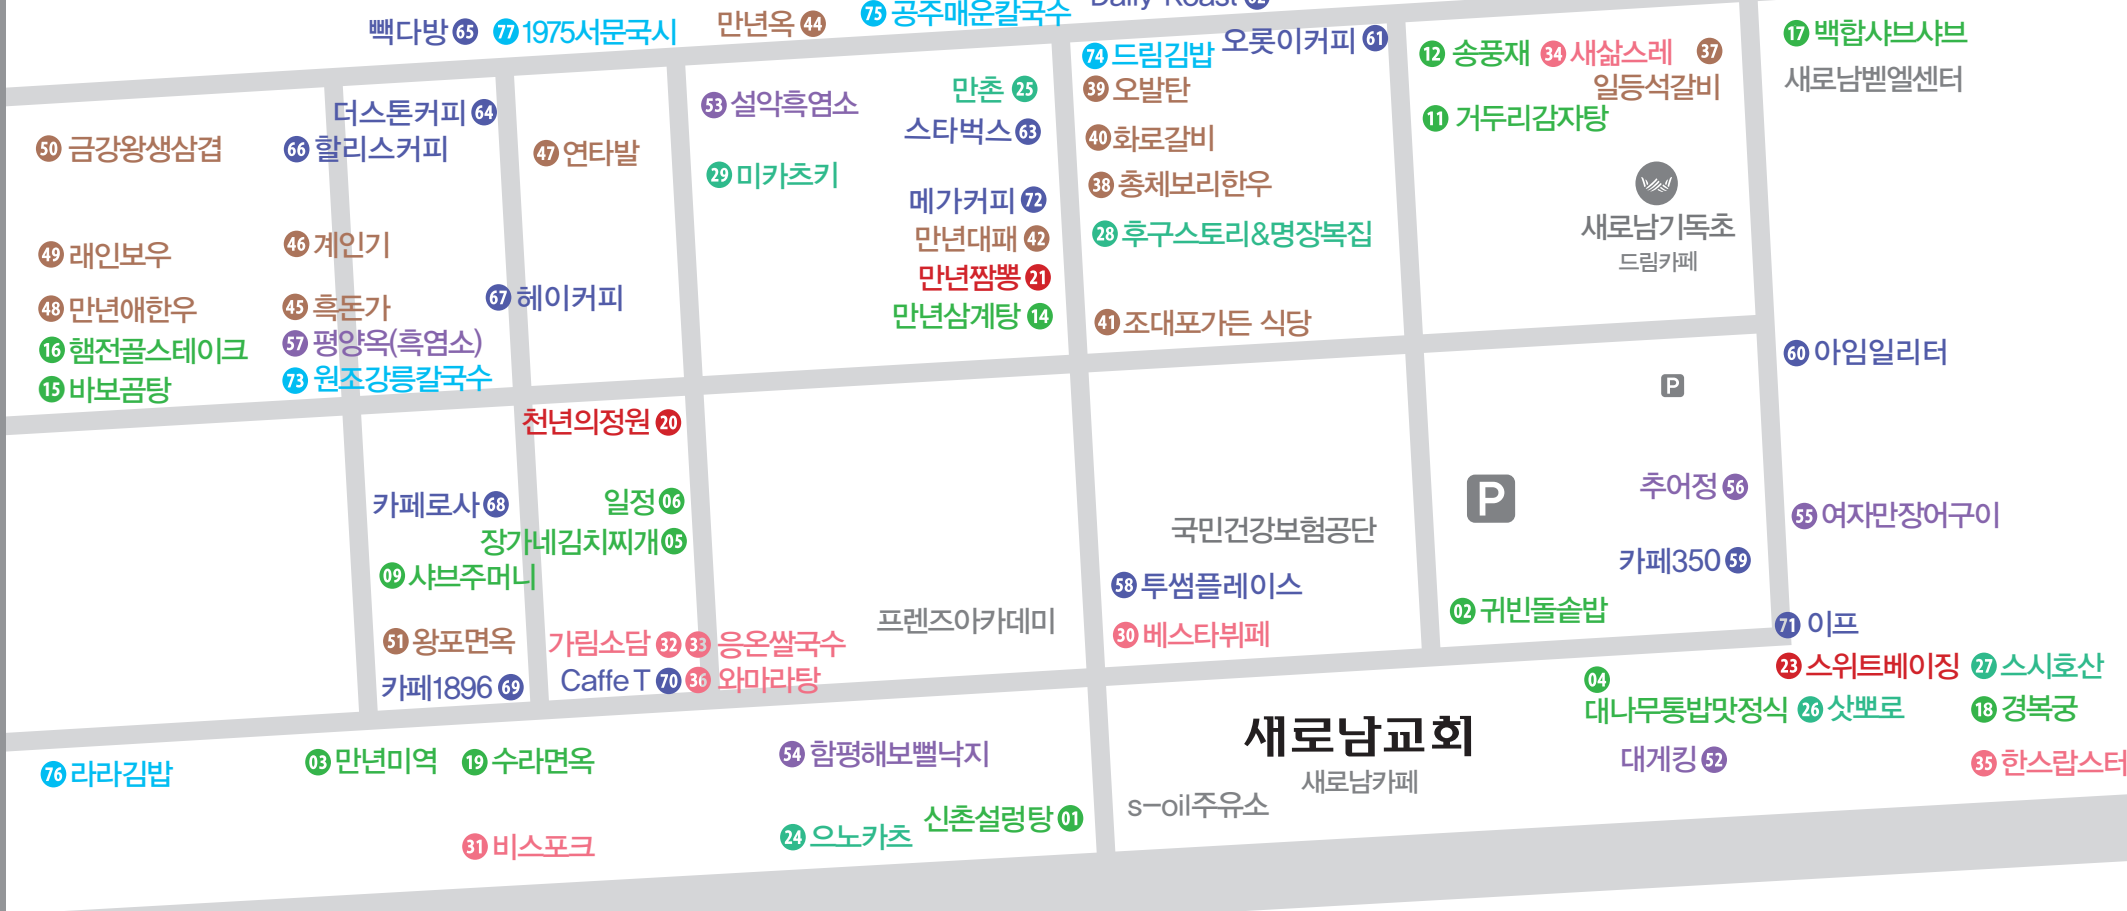 빽다방 65
77 1975서문국시
만년옥 44
75 공주매운칼국수
74 드림김밥
오롯이커피 61
12 송풍재
34 새삶스레
37
일등석갈비
11 거두리감자탕
17 백합샤브샤브
새로남벧엘센터
더스톤커피 64
50 금강왕생삼겹
66 할리스커피
47 연타발
53 설악흑염소
만촌 25
스타벅스 63
39 오발탄
40 화로갈비
29 미카츠키
메가커피 72
38 총체보리한우
만년대패 42
28 후구스토리&명장복집
새로남기독초
드림카페
49 래인보우
46 계인기
만년짬뽕 21
67 헤이커피
48 만년애한우
45 흑돈가
만년삼계탕 14
41 조대포가든 식당
16 햄전골스테이크
57 평양옥(흑염소)
15 바보곰탕
73 원조강릉칼국수
60 아임일리터
P
천년의정원 20
카페로사 68
일정 06
장가네김치찌개 05
09 샤브주머니
국민건강보험공단
P
추어정 56
55 여자만장어구이
카페350 59
58 투썸플레이스
02 귀빈돌솥밥
프렌즈아카데미
30 베스타뷔페
71 이프
51 왕포면옥
가림소담 32
33 응온쌀국수
카페1896 69
Caffe T 70
36 와마라탕
23 스위트베이징
27 스시호산
04
대나무통밥맛정식
26 삿뽀로
18 경복궁
새로남교회
새로남카페
대게킹 52
35 한스랍스터
76 라라김밥
03 만년미역
19 수라면옥
54 함평해보뻘낙지
s-oil주유소
신촌설렁탕 01
31 비스포크
24 으노카츠